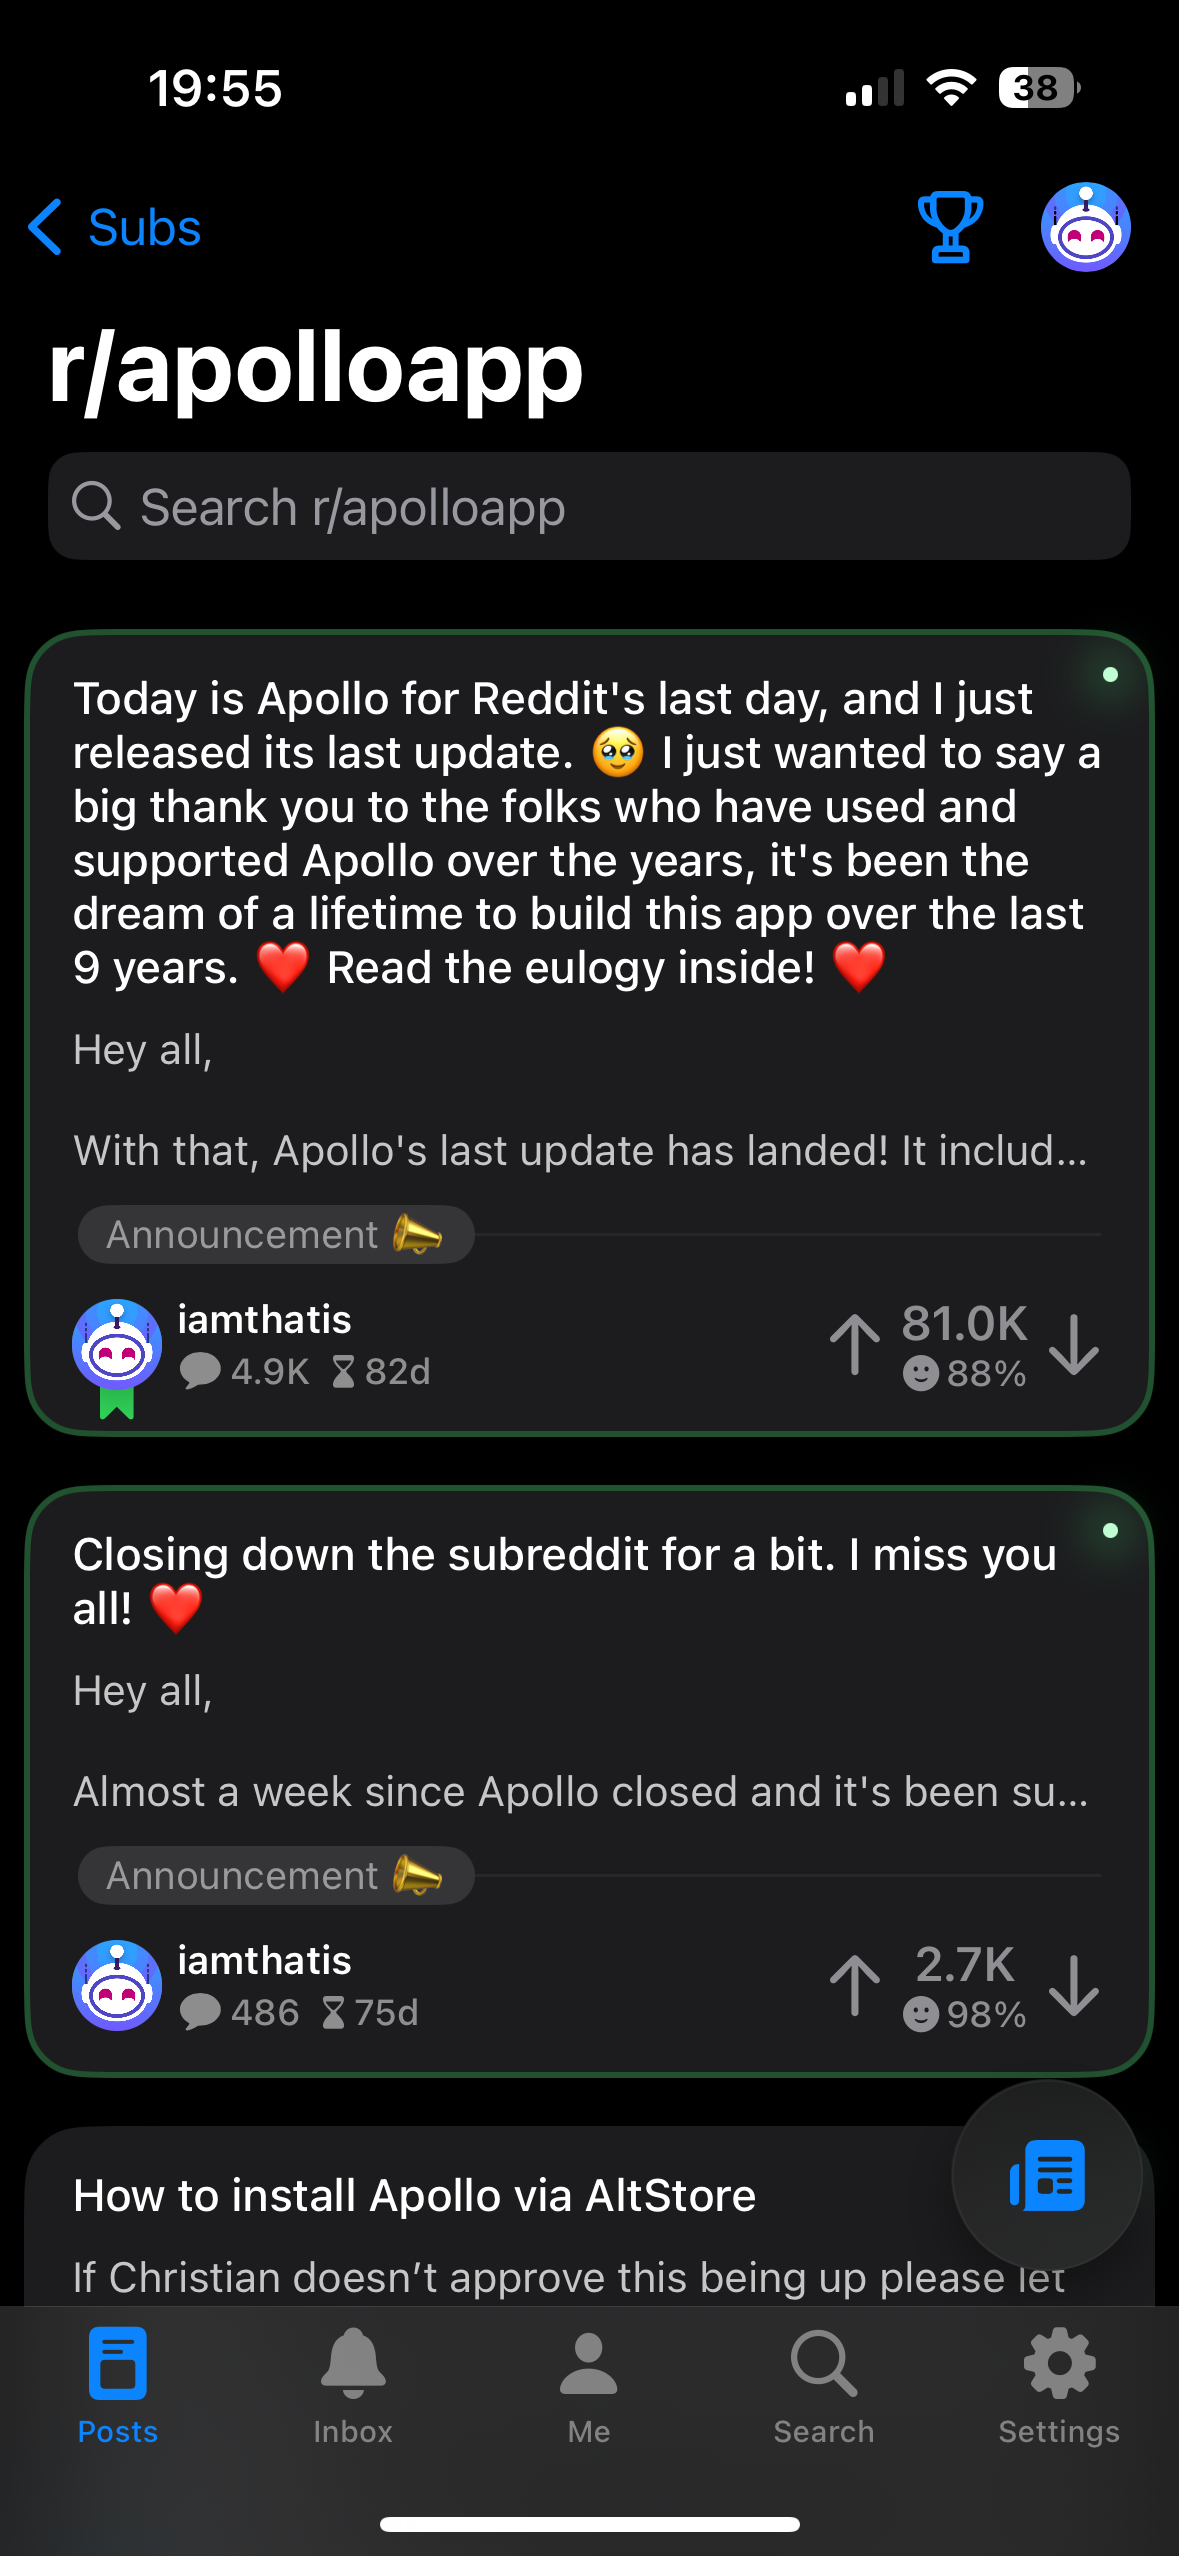 19:55
38
Subs
r/apolloapp
Search r/apolloapp
Today is Apollo for Reddit's last day, and I just
released its last update. 🥹 I just wanted to say a
big thank you to the folks who have used and
supported Apollo over the years, it's been the
dream of a lifetime to build this app over the last
9 years. ❤️ Read the eulogy inside! ❤️
Hey all,
With that, Apollo's last update has landed! It includ...
Announcement 📣
iamthatis
4.9K 82d
81.0K
88%
Closing down the subreddit for a bit. I miss you
all! ❤️
Hey all,
Almost a week since Apollo closed and it's been su...
Announcement 📣
iamthatis
486 75d
2.7K
98%
How to install Apollo via AltStore
If Christian doesn’t approve this being up please let
Posts
Inbox
Me
Search
Settings